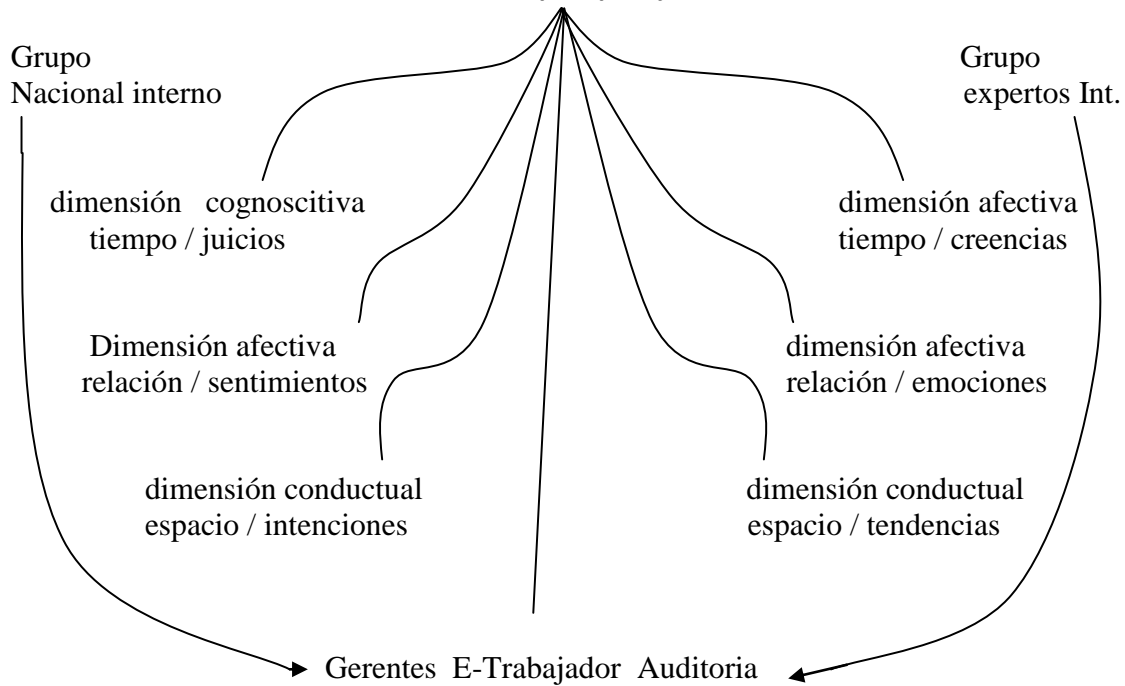 Grupo
Nacional interno
Grupo
expertos Int.
dimensión cognoscitiva
tiempo / juicios
dimensión afectiva
tiempo / creencias
Dimensión afectiva
relación / sentimientos
dimensión afectiva
relación / emociones
dimensión conductual
espacio / intenciones
dimensión conductual
espacio / tendencias
Gerentes E-Trabajador Auditoria